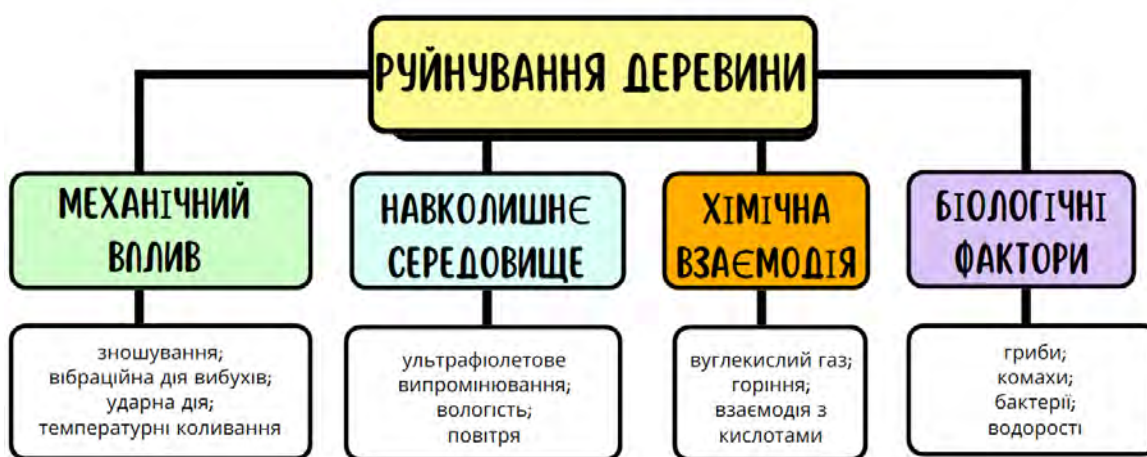 РУЙНУВАННЯ ДЕРЕВИНИ
МЕХАНІЧНИЙ
ВПЛИВ
зношування;
вібраційна дія вибухів;
ударна дія;
температурні коливання
НАВКОЛИШНЄ
СЕРЕДОВИЩЕ
ультрафіолетове
випромінювання;
вологість;
повітря
ХІМІЧНА
ВЗАЄМОДІЯ
вуглекислий газ;
горіння;
взаємодія з
кислотами
БІОЛОГІЧНІ
ФАКТОРИ
гриби;
комахи;
бактерії;
водорості